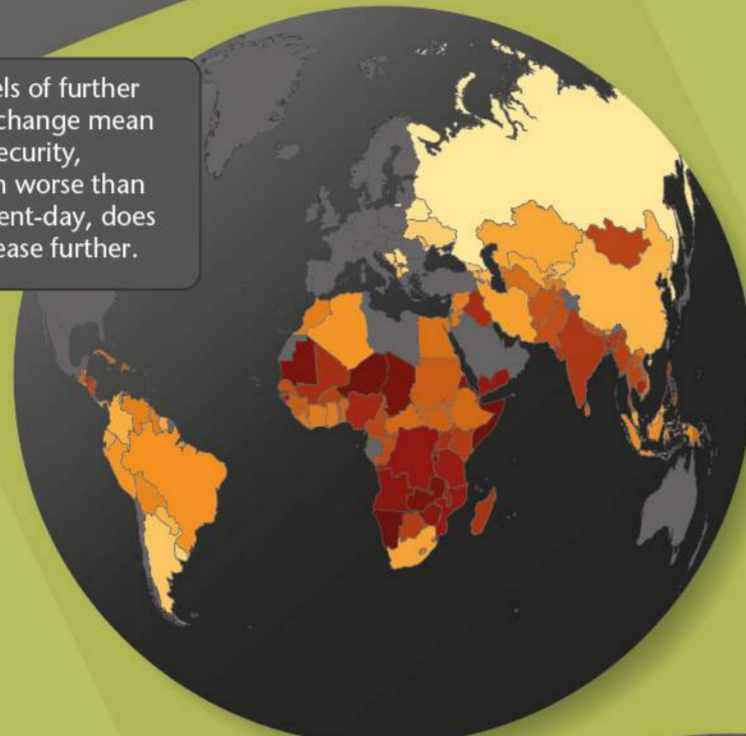 els of further
change mean
ecurity,
n worse than
ent-day, does
ease further.